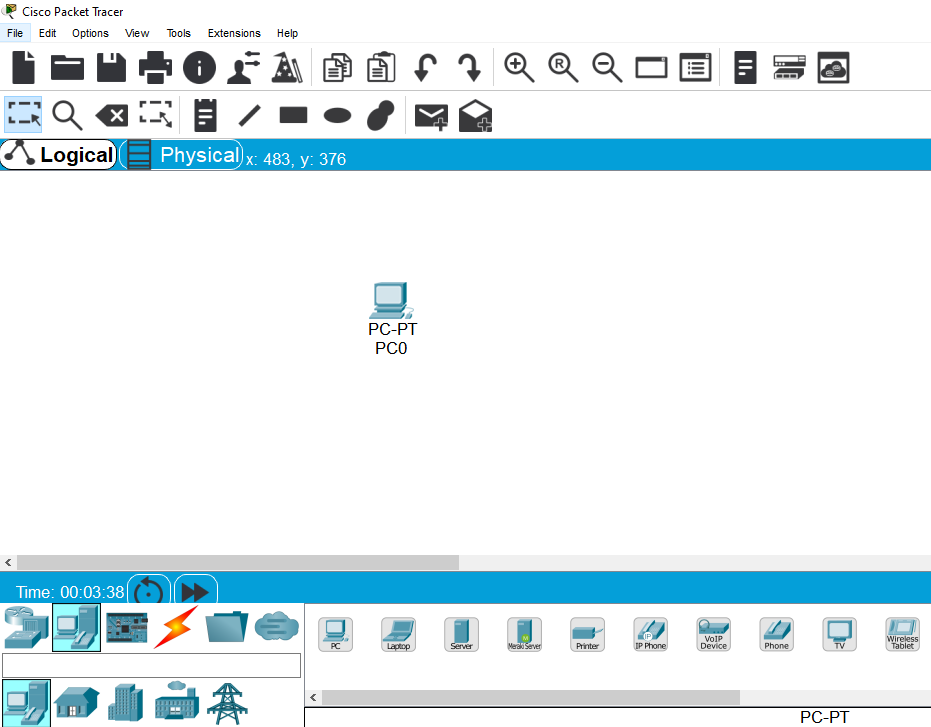 Cisco Packet Tracer
File Edit Options View Tools Extensions Help
Logical Physical x: 483, y: 376
PC-PT
PC0
Time: 00:03:38
PC Laptop Server Meraki Server Printer IP Phone VoIP Device Phone TV Wireless Tablet
PC-PT